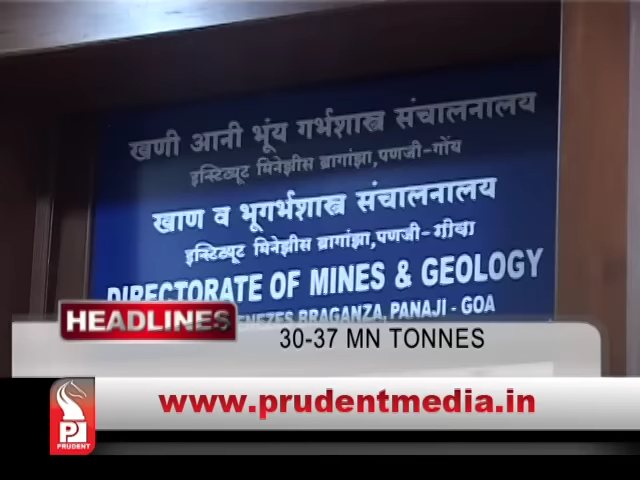 खणी आनी भूंय गर्भशास्त्र संचालनालय
इन्स्टिट्यूट मिनेझीस ब्रागांझा,पणजी-गोंय
खाण व भूगर्भशास्त्र संचालनालय
इन्स्टिट्यूट मिनेझीस ब्रागांझा,पणजी-गोवा
DIRECTORATE OF MINES & GEOLOGY
BRAGANZA, PANAJI - GOA
HEADLINES
30-37 MN TONNES
www.prudentmedia.in
PRUDENT